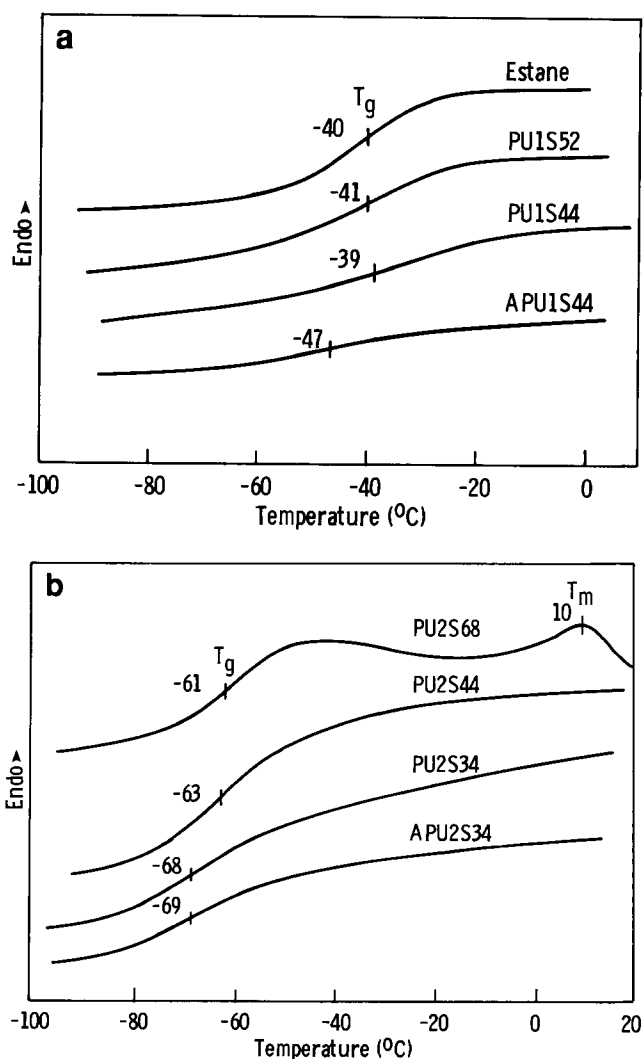 a
Estane
Tg
-40
PU1S52
-41
PU1S44
-39
APU1S44
-47
Endo >
-100 -80 -60 -40 -20 0
Temperature (°C)
b
Tm
10
PU2S68
Tg
-61
PU2S44
-63
PU2S34
-68
APU2S34
-69
Endo >
-100 -80 -60 -40 -20 0 20
Temperature (°C)